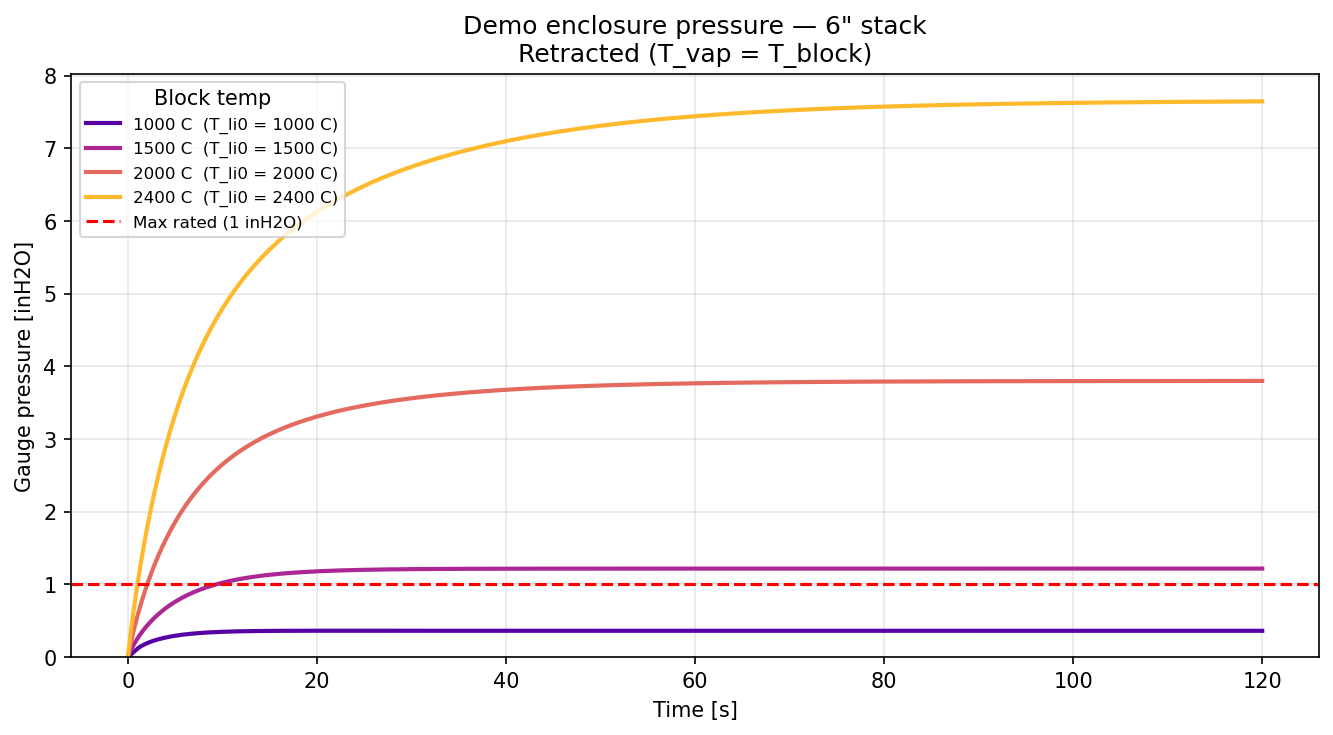 Demo enclosure pressure — 6" stack
Retracted (T_vap = T_block)
Gauge pressure [inH2O]
8
7
6
5
4
3
2
1
0
Block temp
1000 C  (T_li0 = 1000 C)
1500 C  (T_li0 = 1500 C)
2000 C  (T_li0 = 2000 C)
2400 C  (T_li0 = 2400 C)
Max rated (1 inH2O)
0 20 40 60 80 100 120
Time [s]